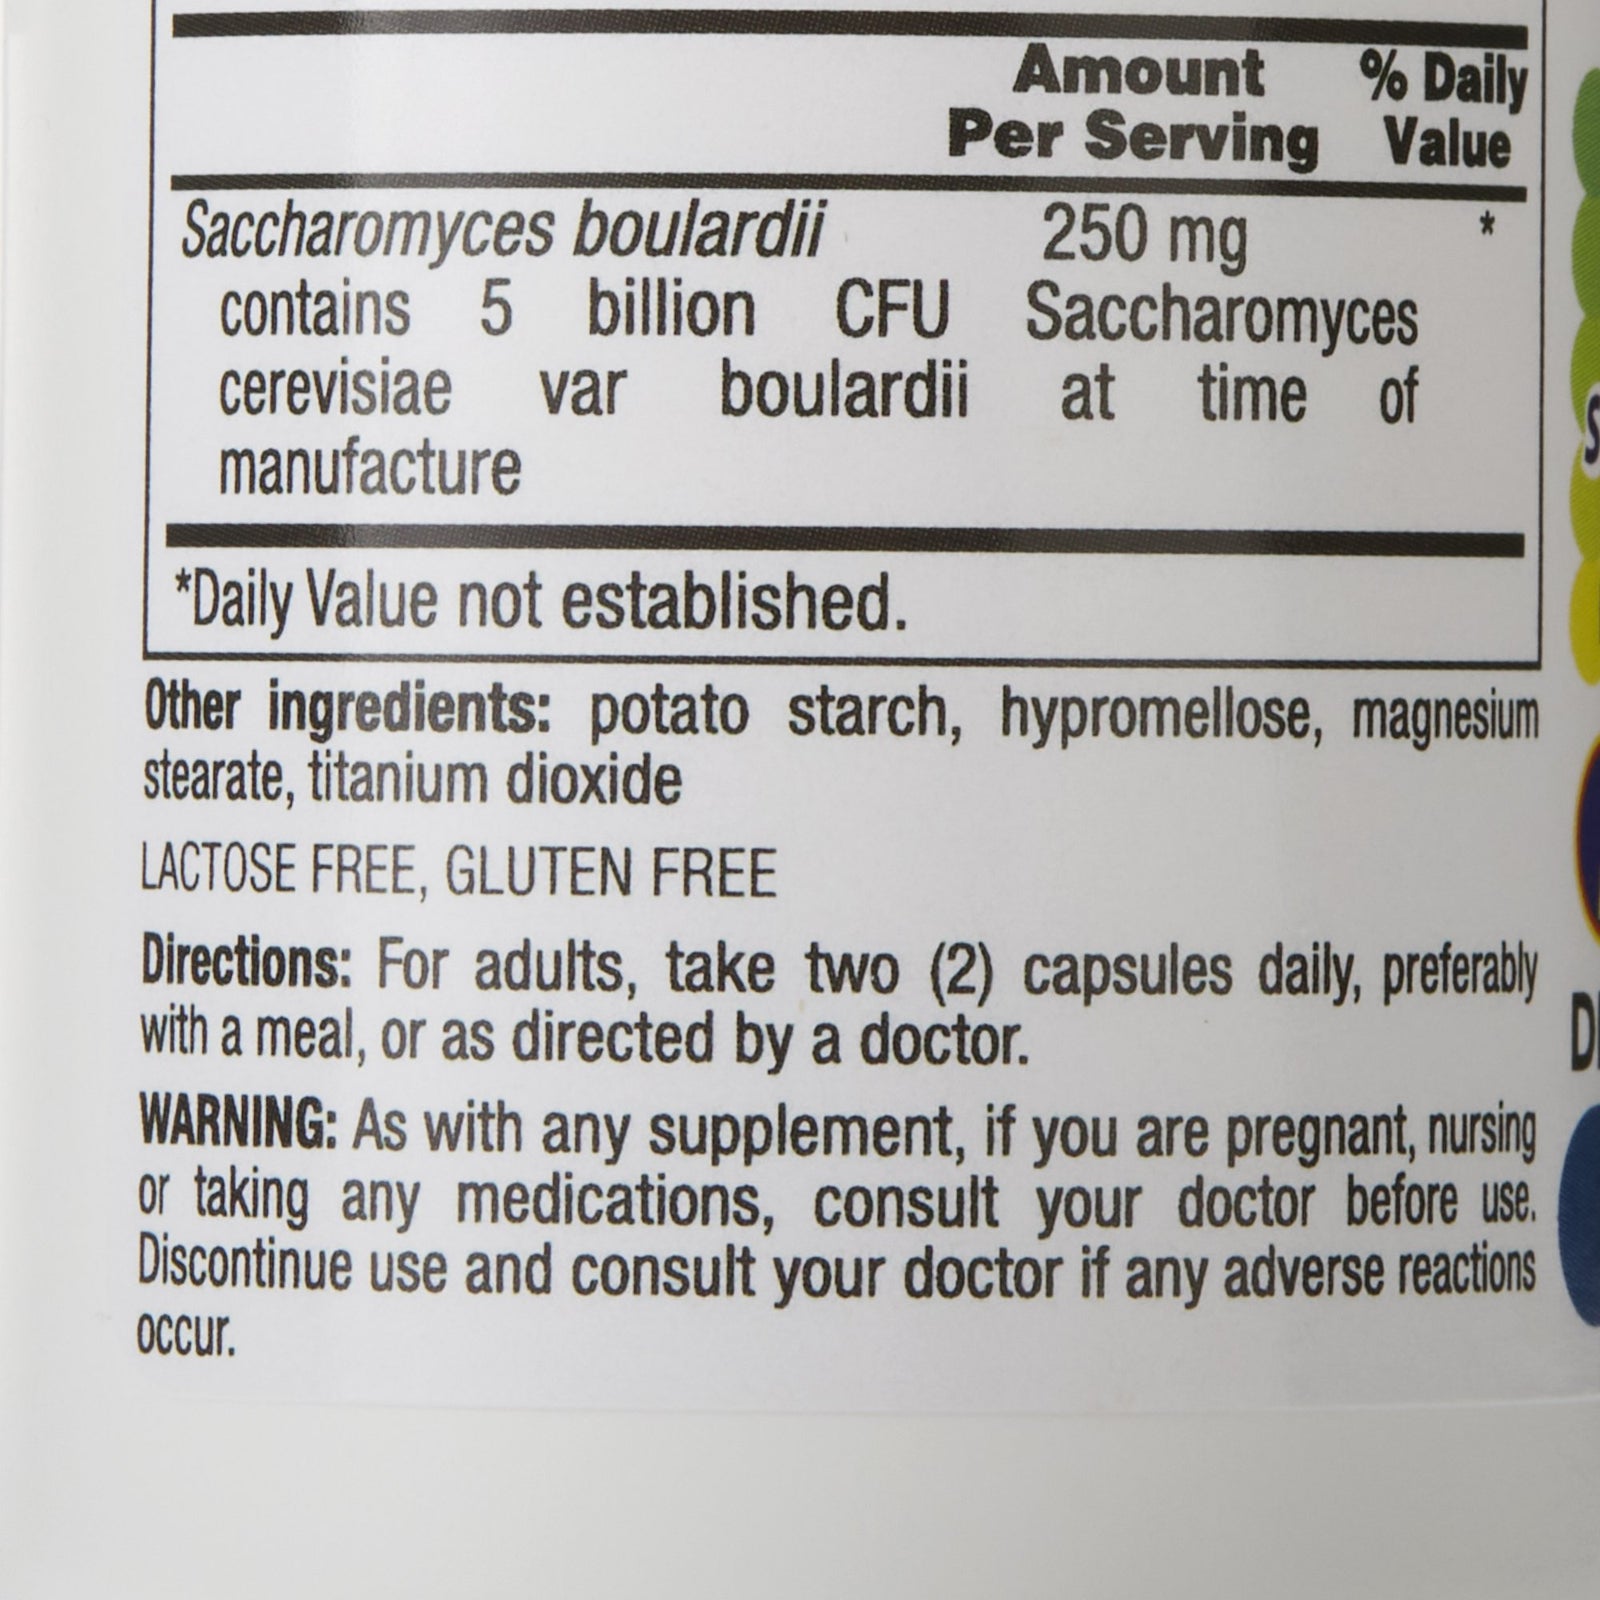 Amount % Daily
Per Serving Value
Saccharomyces boulardii 250 mg *
contains 5 billion CFU Saccharomyces
cerevisiae var boulardii at time of
manufacture
*Daily Value not established.
Other ingredients: potato starch, hypromellose, magnesium
stearate, titanium dioxide
LACTOSE FREE, GLUTEN FREE
Directions: For adults, take two (2) capsules daily, preferably
with a meal, or as directed by a doctor.
WARNING: As with any supplement, if you are pregnant, nursing
or taking any medications, consult your doctor before use.
Discontinue use and consult your doctor if any adverse reactions
occur.